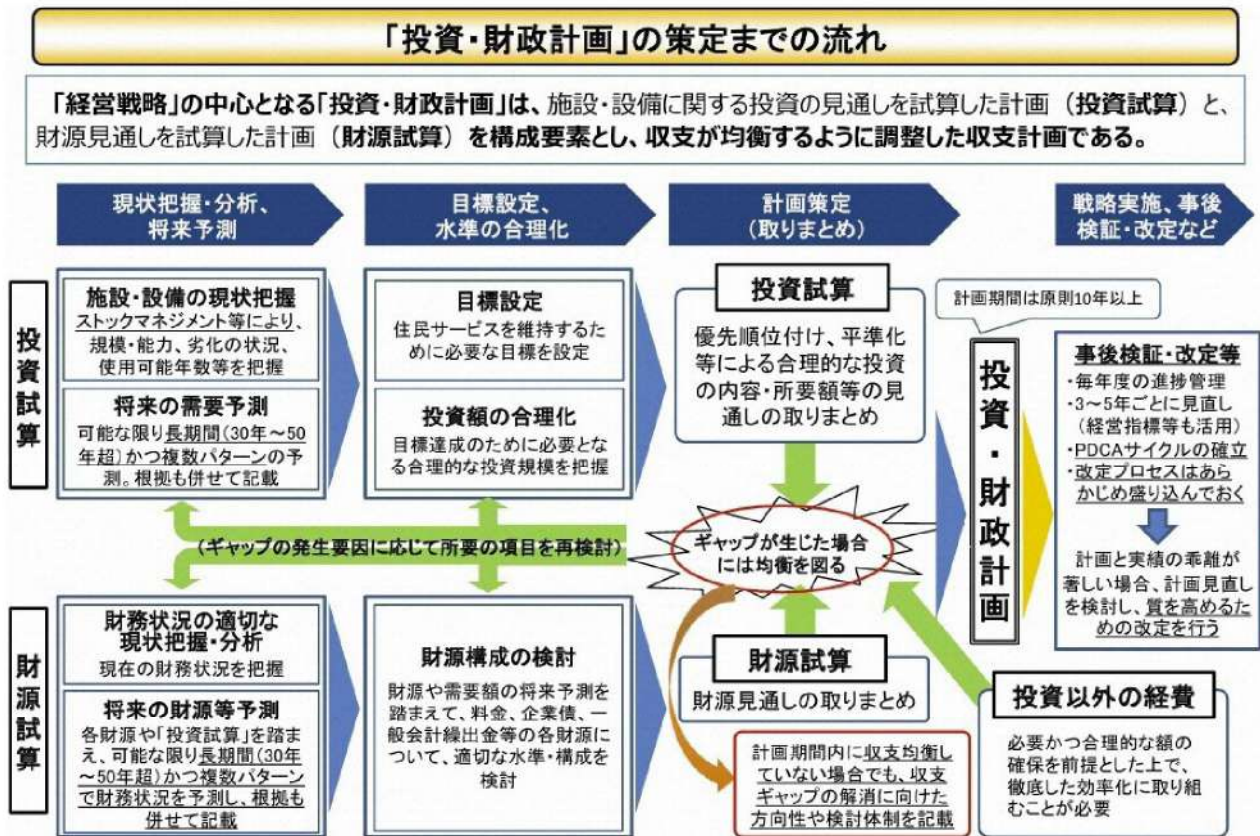 「投資・財政計画」の策定までの流れ
「経営戦略」の中心となる「投資・財政計画」は、施設・設備に関する投資の見通しを試算した計画（投資試算）と、
財源見通しを試算した計画（財源試算）を構成要素とし、収支が均衡するように調整した収支計画である。
現状把握・分析、
将来予測
目標設定、
水準の合理化
計画策定
（取りまとめ）
戦略実施、事後
検証・改定など
投資試算
施設・設備の現状把握
ストックマネジメント等により、
規模・能力、劣化の状況、
使用可能年数等を把握
将来の需要予測
可能な限り長期間（30年～50
年超）かつ複数パターンの予
測。根拠も併せて記載
目標設定
住民サービスを維持するた
めに必要な目標を設定
投資額の合理化
目標達成のために必要とな
る合理的な投資規模を把握
投資試算
優先順位付け、平準化
等による合理的な投資
の内容・所要額等の見
通しの取りまとめ
計画期間は原則10年以上
投資・財政計画
事後検証・改定等
・毎年度の進捗管理
・3～5年ごとに見直し
（経営指標等も活用）
・PDCAサイクルの確立
・改定プロセスはあら
かじめ盛り込んでおく
計画と実績の乖離が
著しい場合、計画見直し
を検討し、質を高めるた
めの改定を行う
（ギャップの発生要因に応じて所要の項目を再検討）
ギャップが生じた場合
には均衡を図る
財源試算
財務状況の適切な
現状把握・分析
現在の財務状況を把握
将来の財源等予測
各財源や「投資試算」を踏ま
え、可能な限り長期間（30年
～50年超）かつ複数パターン
で財務状況を予測し、根拠も
併せて記載
財源構成の検討
財源や需要額の将来予測を
踏まえて、料金、企業債、一
般会計繰出金等の各財源に
ついて、適切な水準・構成を
検討
財源試算
財源見通しの取りまとめ
計画期間内に収支均衡し
ていない場合でも、収支
ギャップの解消に向けた
方向性や検討体制を記載
投資以外の経費
必要かつ合理的な額の
確保を前提とした上で、
徹底した効率化に取り組
むことが必要